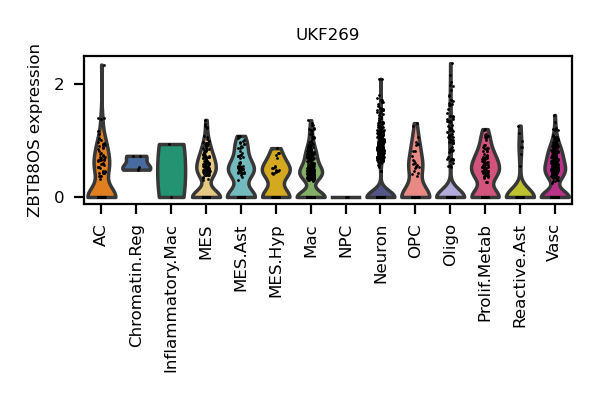 UKF269
ZBTB8OS expression
2
0
AC
Chromatin.Reg
Inflammatory.Mac
MES
MES.Ast
MES.Hyp
Mac
NPC
Neuron
OPC
Oligo
Prolif.Metab
Reactive.Ast
Vasc